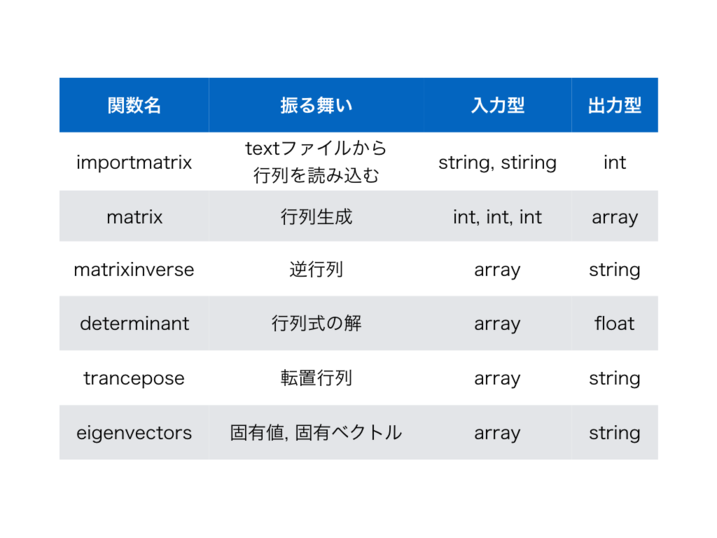 関数名 振る舞い 入力型 出力型
importmatrix textファイルから string, stiring int
行列を読み込む
matrix 行列生成 int, int, int array
matrixinverse 逆行列 array string
determinant 行列式の解 array float
trancepose 転置行列 array string
eigenvectors 固有値, 固有ベクトル array string